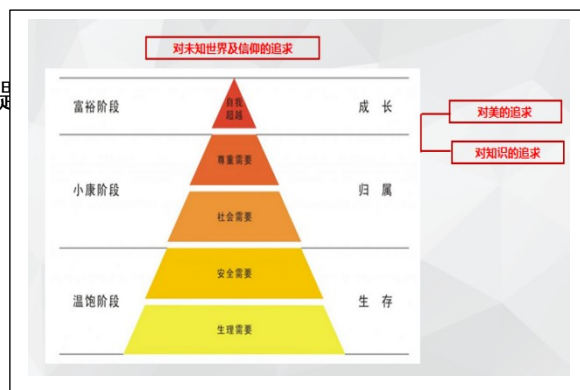 对未知世界及信仰的追求
富裕阶段
自我
超越
成 长
对美的追求
尊重需要
对知识的追求
小康阶段
归 属
社会需要
安全需要
温饱阶段
生 存
生理需要